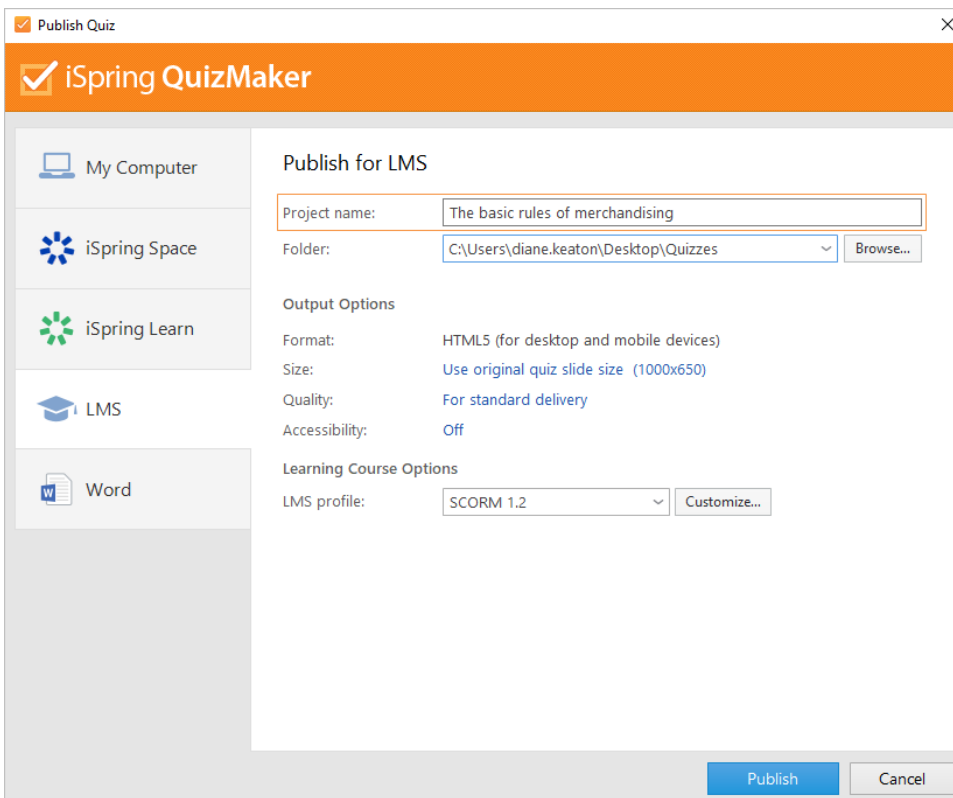 Publish Quiz
iSpring QuizMaker
My Computer
iSpring Space
iSpring Learn
LMS
Word
Publish for LMS
Project name: The basic rules of merchandising
Folder: C:\Users\diane.keaton\Desktop\Quizzes Browse...
Output Options
Format: HTML5 (for desktop and mobile devices)
Size: Use original quiz slide size (1000x650)
Quality: For standard delivery
Accessibility: Off
Learning Course Options
LMS profile: SCORM 1.2 Customize...
Publish Cancel